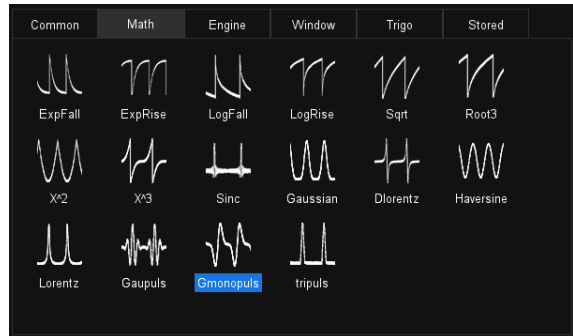 Common Math Engine Window Trigo Stored
ExpFall ExpRise LogFall LogRise Sqrt Root3
X^2 X^3 Sinc Gaussian Dlorentz Haversine
Lorentz Gaupuls Gmonopuls tripuls